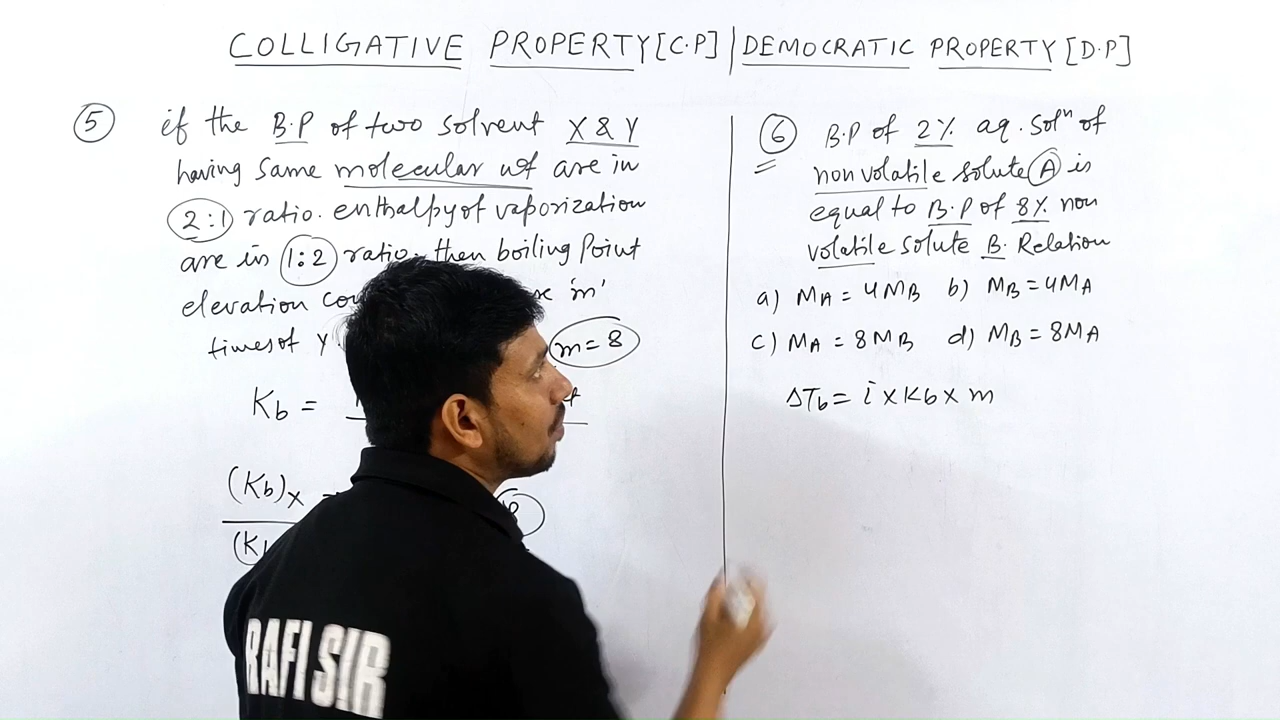 COLLIGATIVE PROPERTY [C.P] | DEMOCRATIC PROPERTY [D.P]
5 if the B.P of two solvent X & Y
having same molecular wt are in
2:1 ratio. enthalpy of vaporization
are in 1:2 ratio. then boiling point
elevation 'm'
times of Y
m = 8
Kb =
(Kb)x
6 B.P of 2% aq. solⁿ of
non volatile solute A is
equal to B.P of 8% non
volatile solute B. Relation
a) MA = 4MB b) MB = 4MA
c) MA = 8MB d) MB = 8MA
ΔTb = i x Kb x m
RAFI SIR